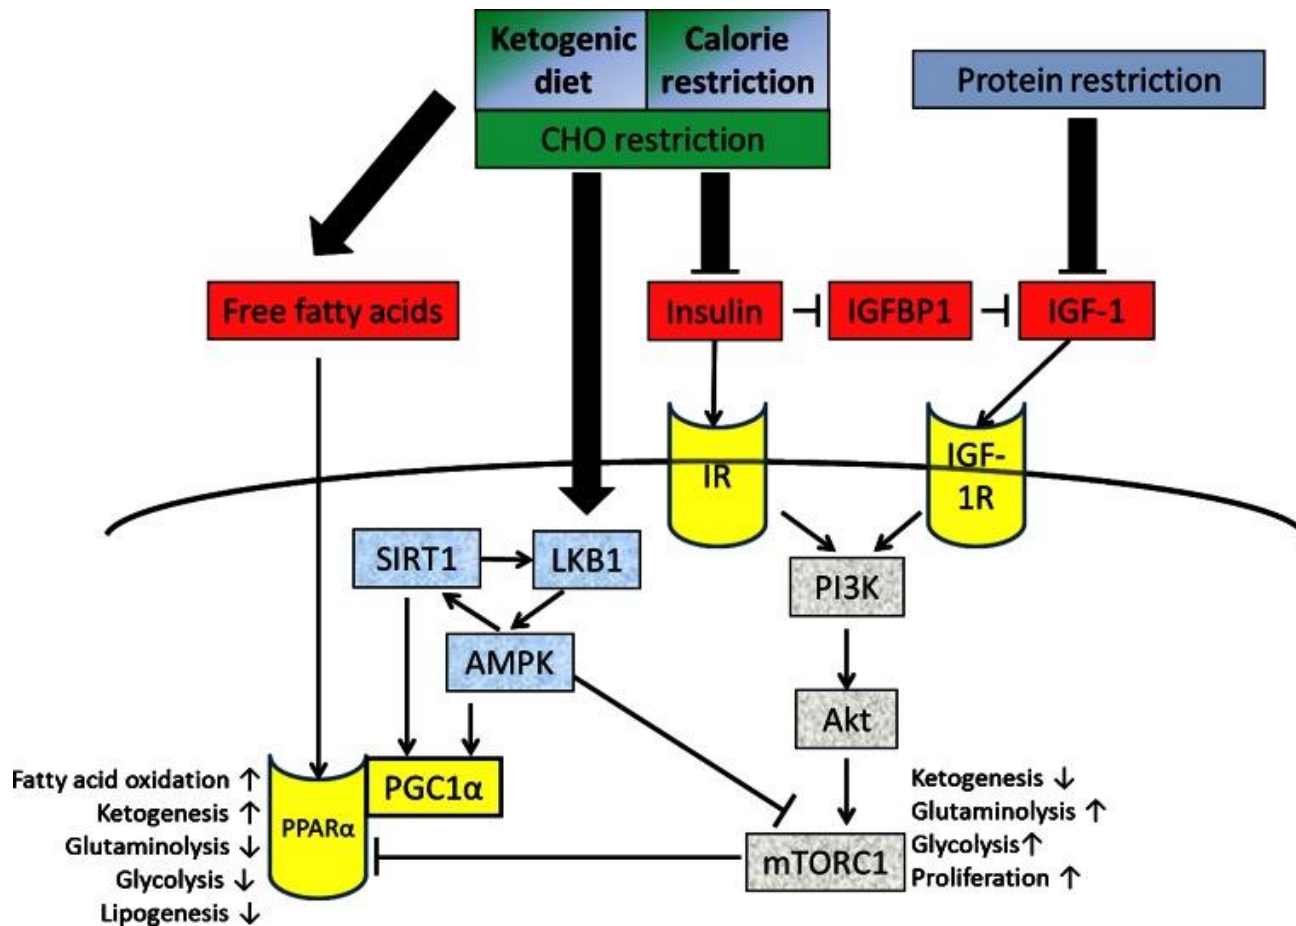 Ketogenic
diet
Calorie
restriction
CHO restriction
Protein restriction
Free fatty acids
Insulin
IGFBP1
IGF-1
IR
IGF-
1R
SIRT1
LKB1
PI3K
AMPK
Akt
PGC1α
PPARα
mTORC1
Fatty acid oxidation ↑
Ketogenesis ↑
Glutaminolysis ↓
Glycolysis ↓
Lipogenesis ↓
Ketogenesis ↓
Glutaminolysis ↑
Glycolysis↑
Proliferation ↑